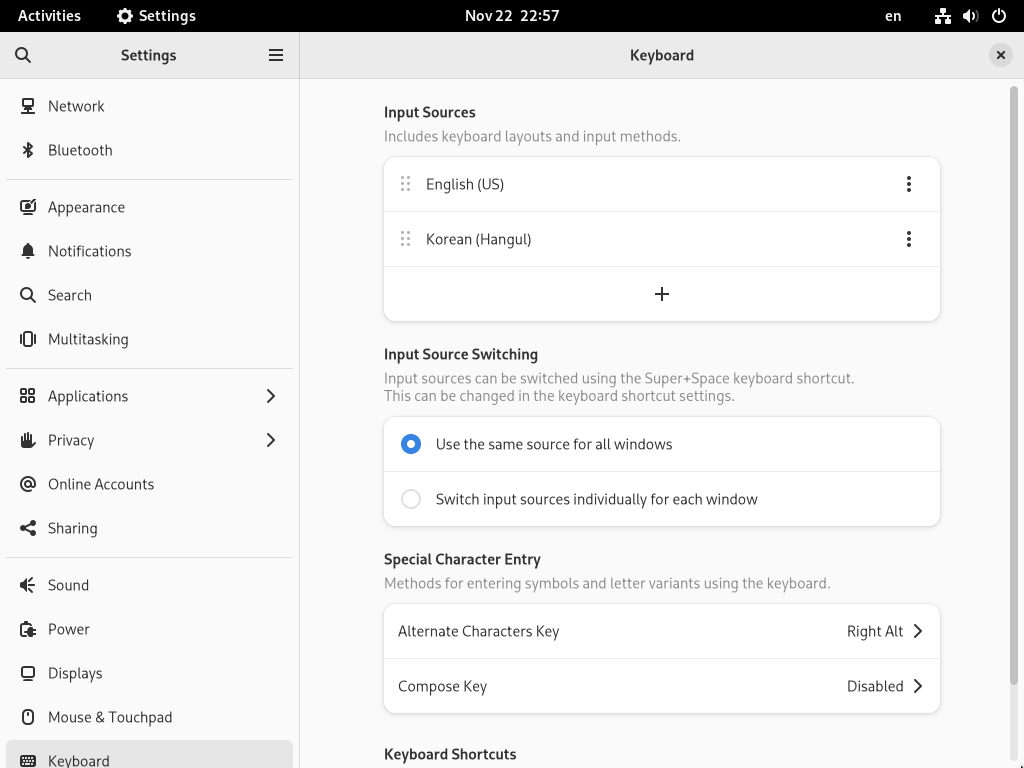 Activities
Settings
Nov 22 22:57
en
Settings
Keyboard
Network
Bluetooth
Appearance
Notifications
Search
Multitasking
Applications
Privacy
Online Accounts
Sharing
Sound
Power
Displays
Mouse & Touchpad
Keyboard
Input Sources
Includes keyboard layouts and input methods.
English (US)
Korean (Hangul)
Input Source Switching
Input sources can be switched using the Super+Space keyboard shortcut.
This can be changed in the keyboard shortcut settings.
Use the same source for all windows
Switch input sources individually for each window
Special Character Entry
Methods for entering symbols and letter variants using the keyboard.
Alternate Characters Key Right Alt
Compose Key Disabled
Keyboard Shortcuts